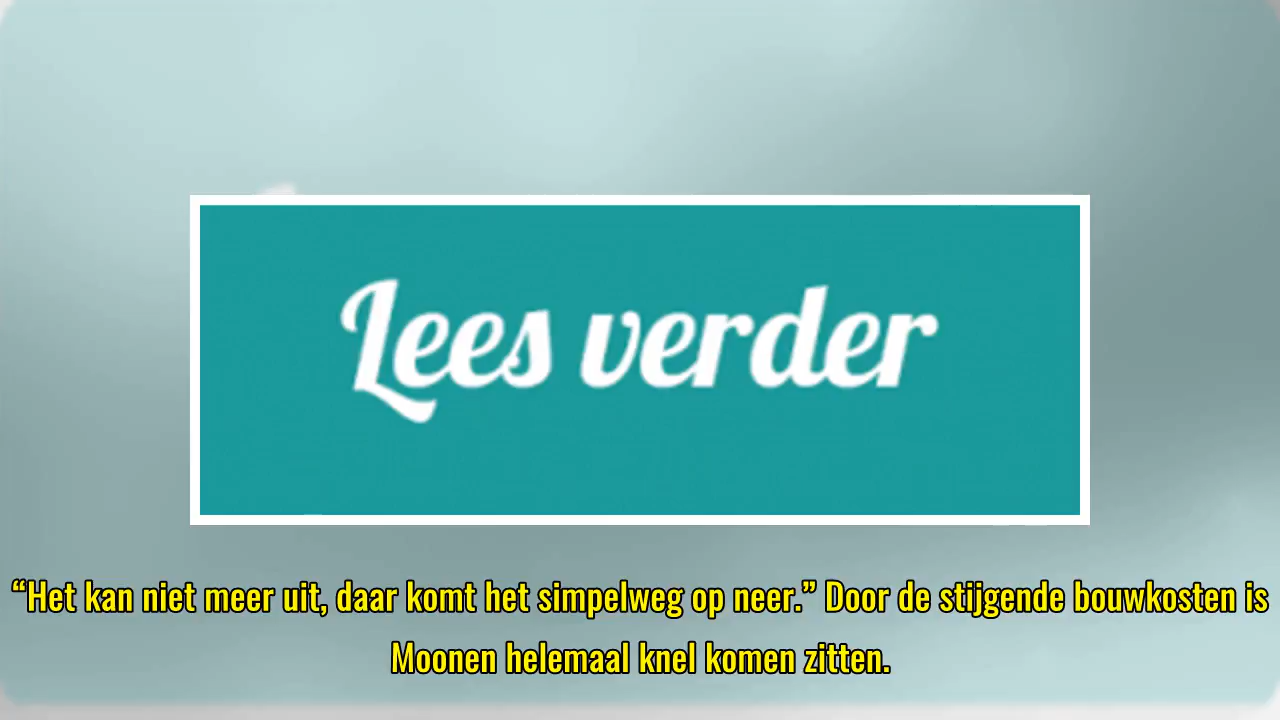 Lees verder
“Het kan niet meer uit, daar komt het simpelweg op neer.” Door de stijgende bouwkosten is
Moonen helemaal knel komen zitten.